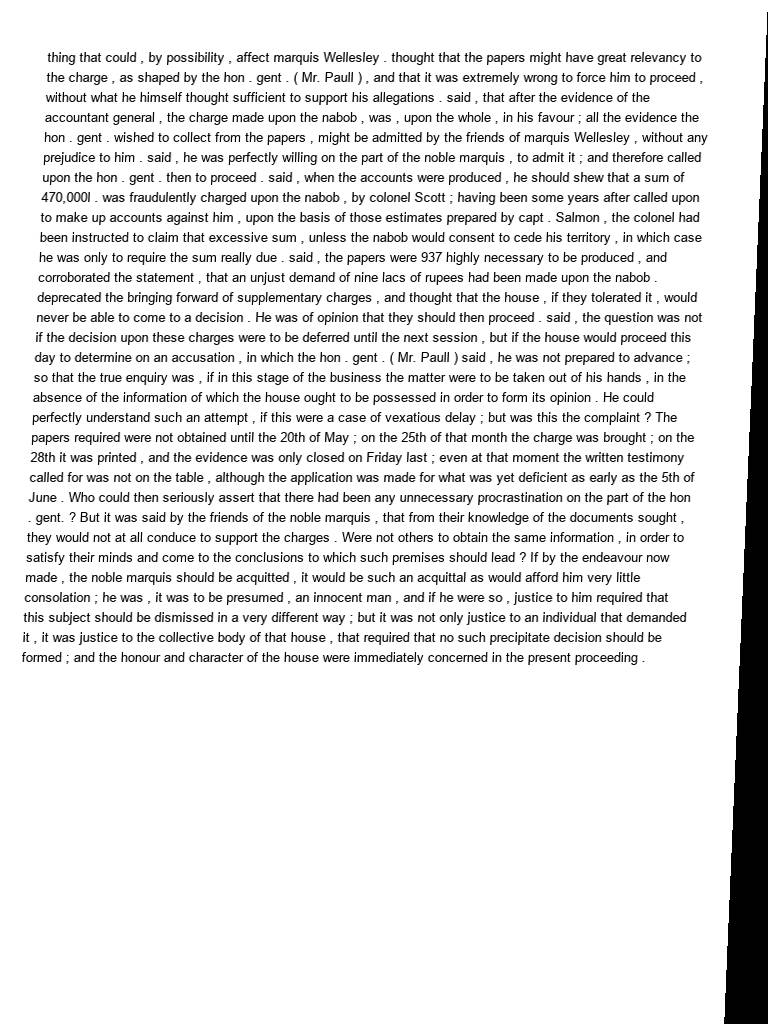 thing that could , by possibility , affect marquis Wellesley . thought that the papers might have great relevancy to
the charge , as shaped by the hon . gent . ( Mr. Paull ) , and that it was extremely wrong to force him to proceed ,
without what he himself thought sufficient to support his allegations . said , that after the evidence of the
accountant general , the charge made upon the nabob , was , upon the whole , in his favour ; all the evidence the
hon . gent . wished to collect from the papers , might be admitted by the friends of marquis Wellesley , without any
prejudice to him . said , he was perfectly willing on the part of the noble marquis , to admit it ; and therefore called
upon the hon . gent . then to proceed . said , when the accounts were produced , he should shew that a sum of
470,000l . was fraudulently charged upon the nabob , by colonel Scott ; having been some years after called upon
to make up accounts against him , upon the basis of those estimates prepared by capt . Salmon , the colonel had
been instructed to claim that excessive sum , unless the nabob would consent to cede his territory , in which case
he was only to require the sum really due . said , the papers were 937 highly necessary to be produced , and
corroborated the statement , that an unjust demand of nine lacs of rupees had been made upon the nabob .
deprecated the bringing forward of supplementary charges , and thought that the house , if they tolerated it , would
never be able to come to a decision . He was of opinion that they should then proceed . said , the question was not
if the decision upon these charges were to be deferred until the next session , but if the house would proceed this
day to determine on an accusation , in which the hon . gent . ( Mr. Paull ) said , he was not prepared to advance ;
so that the true enquiry was , if in this stage of the business the matter were to be taken out of his hands , in the
absence of the information of which the house ought to be possessed in order to form its opinion . He could
perfectly understand such an attempt , if this were a case of vexatious delay ; but was this the complaint ? The
papers required were not obtained until the 20th of May ; on the 25th of that month the charge was brought ; on the
28th it was printed , and the evidence was only closed on Friday last ; even at that moment the written testimony
called for was not on the table , although the application was made for what was yet deficient as early as the 5th of
June . Who could then seriously assert that there had been any unnecessary procrastination on the part of the hon
. gent. ? But it was said by the friends of the noble marquis , that from their knowledge of the documents sought ,
they would not at all conduce to support the charges . Were not others to obtain the same information , in order to
satisfy their minds and come to the conclusions to which such premises should lead ? If by the endeavour now
made , the noble marquis should be acquitted , it would be such an acquittal as would afford him very little
consolation ; he was , it was to be presumed , an innocent man , and if he were so , justice to him required that
this subject should be dismissed in a very different way ; but it was not only justice to an individual that demanded
it , it was justice to the collective body of that house , that required that no such precipitate decision should be
formed ; and the honour and character of the house were immediately concerned in the present proceeding .